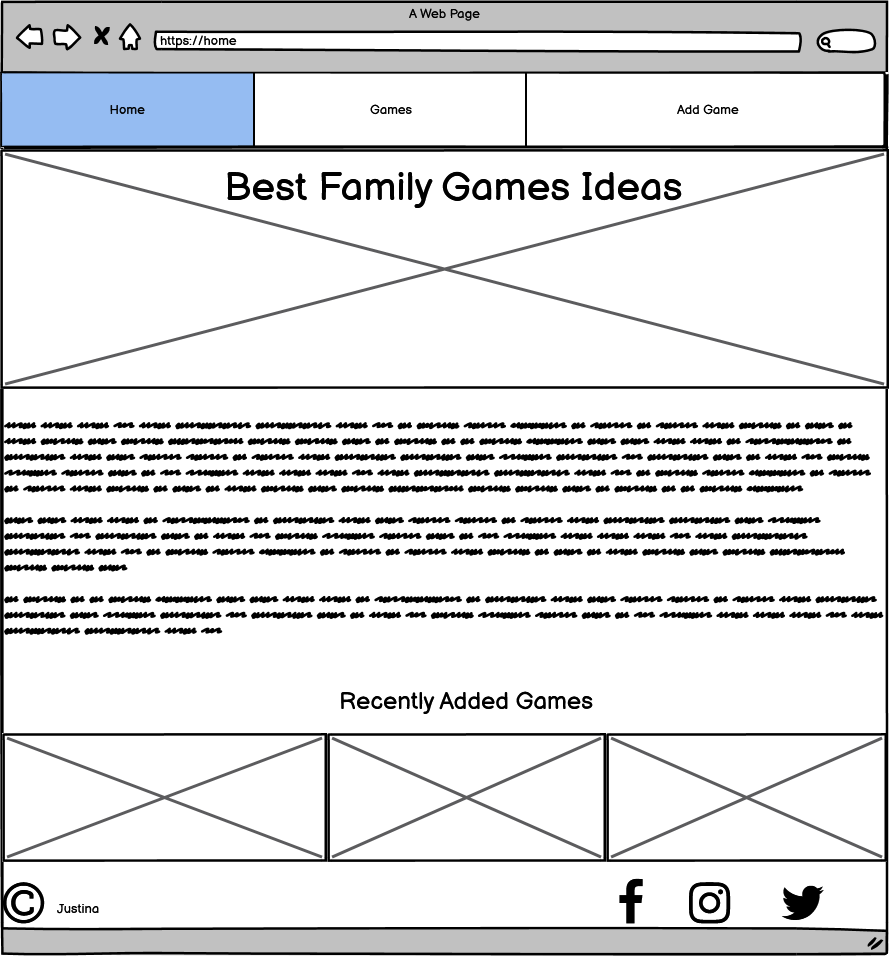 A Web Page
https://home
Home
Games
Add Game
Best Family Games Ideas
Recently Added Games
© Justina